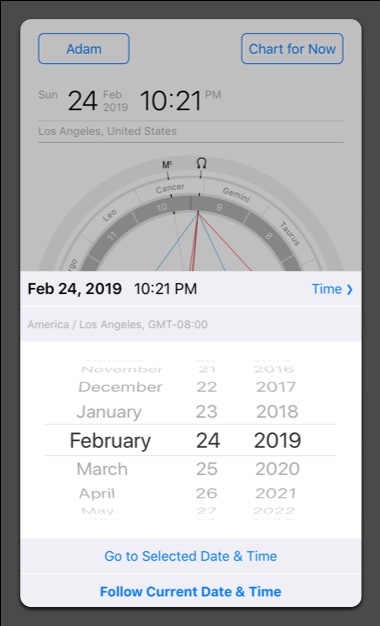 Adam
Chart for Now
Sun 24 Feb 2019 10:21 PM
Los Angeles, United States
Mc
Cancer
Gemini
Leo
Taurus
10
9
11
8
Feb 24, 2019 10:21 PM
Time ❯
America / Los Angeles, GMT-08:00
November 21 2016
December 22 2017
January 23 2018
February 24 2019
March 25 2020
April 26 2021
May 27 2022
Go to Selected Date & Time
Follow Current Date & Time